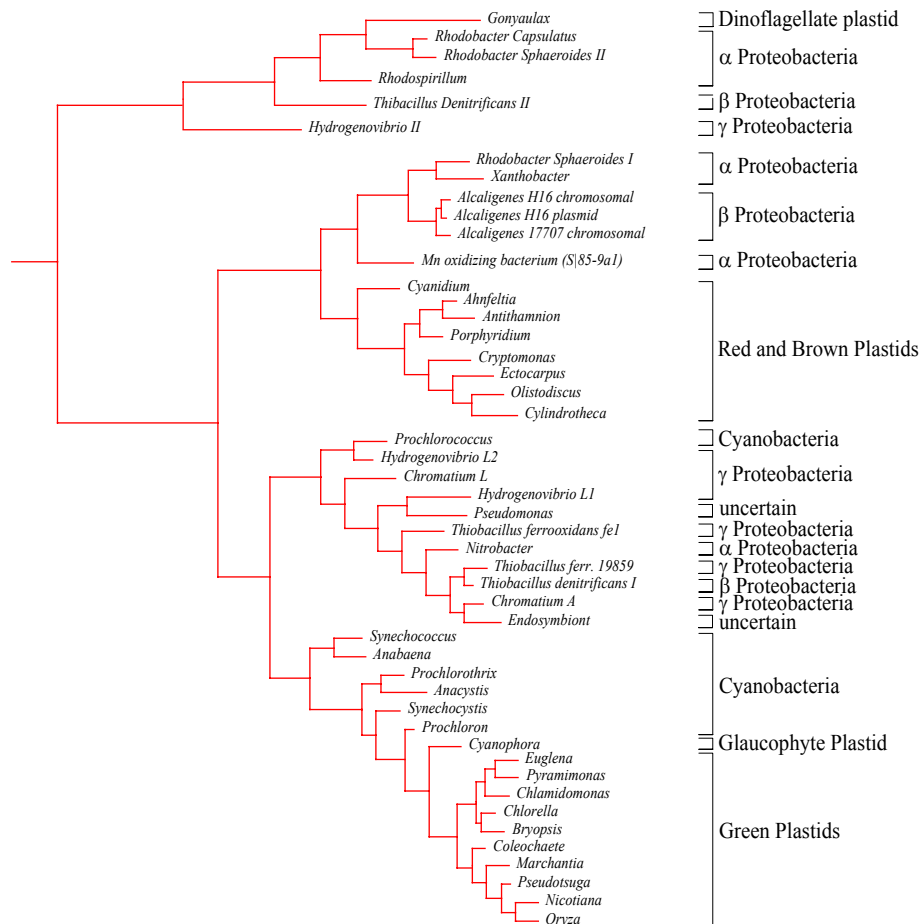 Gonyaulax
Dinoflagellate plastid
Rhodobacter Capsulatus
Rhodobacter Sphaeroides II
α Proteobacteria
Rhodospirillum
Thibacillus Denitrificans II
β Proteobacteria
Hydrogenovibrio II
γ Proteobacteria
Rhodobacter Sphaeroides I
α Proteobacteria
Xanthobacter
Alcaligenes H16 chromosomal
Alcaligenes H16 plasmid
β Proteobacteria
Alcaligenes 17707 chromosomal
Mn oxidizing bacterium (S|85-9a1)
α Proteobacteria
Cyanidium
Ahnfeltia
Antithamnion
Porphyridium
Red and Brown Plastids
Cryptomonas
Ectocarpus
Olistodiscus
Cylindrotheca
Prochlorococcus
Cyanobacteria
Hydrogenovibrio L2
Chromatium L
γ Proteobacteria
Hydrogenovibrio L1
Pseudomonas
uncertain
Thiobacillus ferrooxidans fe1
γ Proteobacteria
Nitrobacter
α Proteobacteria
Thiobacillus ferr. 19859
γ Proteobacteria
Thiobacillus denitrificans I
β Proteobacteria
Chromatium A
γ Proteobacteria
Endosymbiont
uncertain
Synechococcus
Anabaena
Prochlorothrix
Cyanobacteria
Anacystis
Synechocystis
Prochloron
Cyanophora
Glaucophyte Plastid
Euglena
Pyramimonas
Chlamidomonas
Chlorella
Bryopsis
Green Plastids
Coleochaete
Marchantia
Pseudotsuga
Nicotiana
Oryza